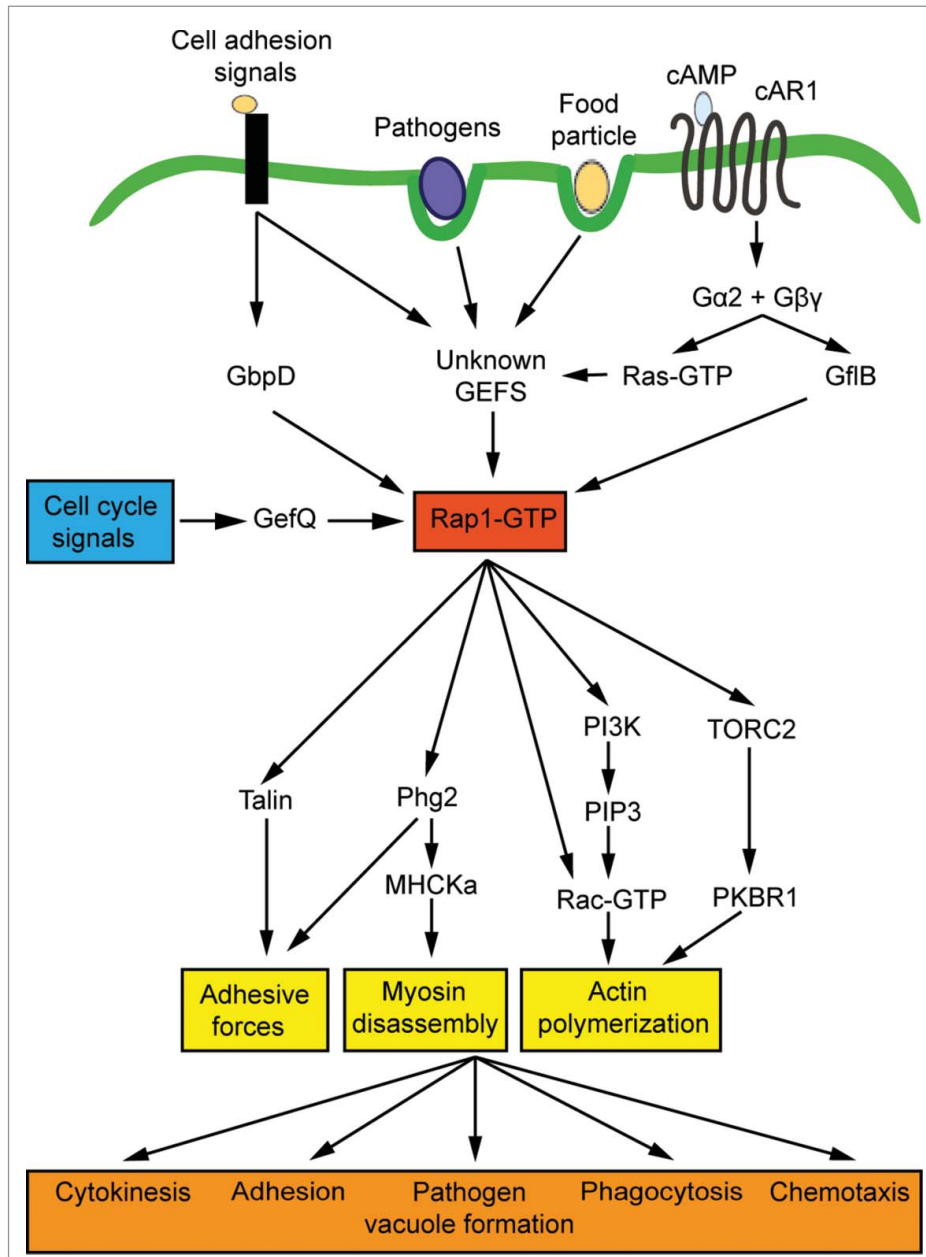 Cell adhesion
signals
Pathogens
Food
particle
cAMP
cAR1
Gα2 + Gβγ
GbpD
Unknown
GEFS
Ras-GTP
GflB
Cell cycle
signals
GefQ
Rap1-GTP
PI3K
TORC2
Talin
Phg2
PIP3
MHCKa
Rac-GTP
PKBR1
Adhesive
forces
Myosin
disassembly
Actin
polymerization
Cytokinesis
Adhesion
Pathogen
vacuole formation
Phagocytosis
Chemotaxis